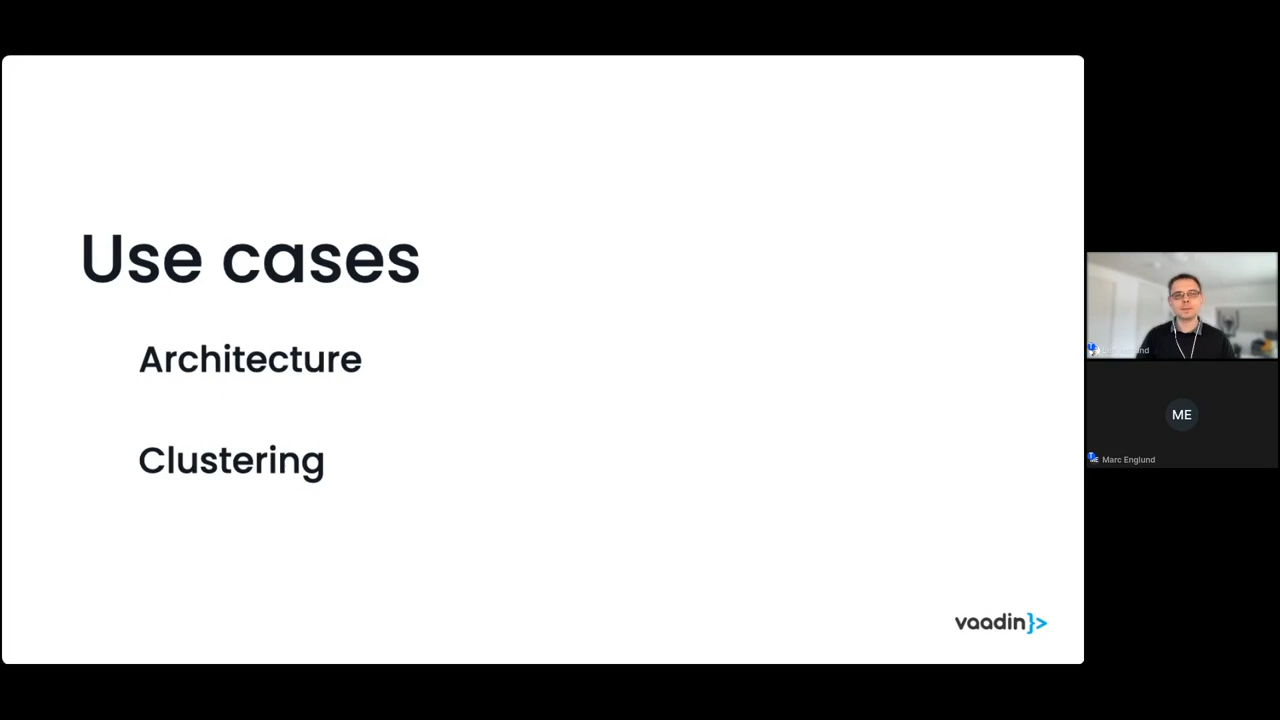 Use cases
Architecture
Clustering
vaadin}>
ME
Marc Englund